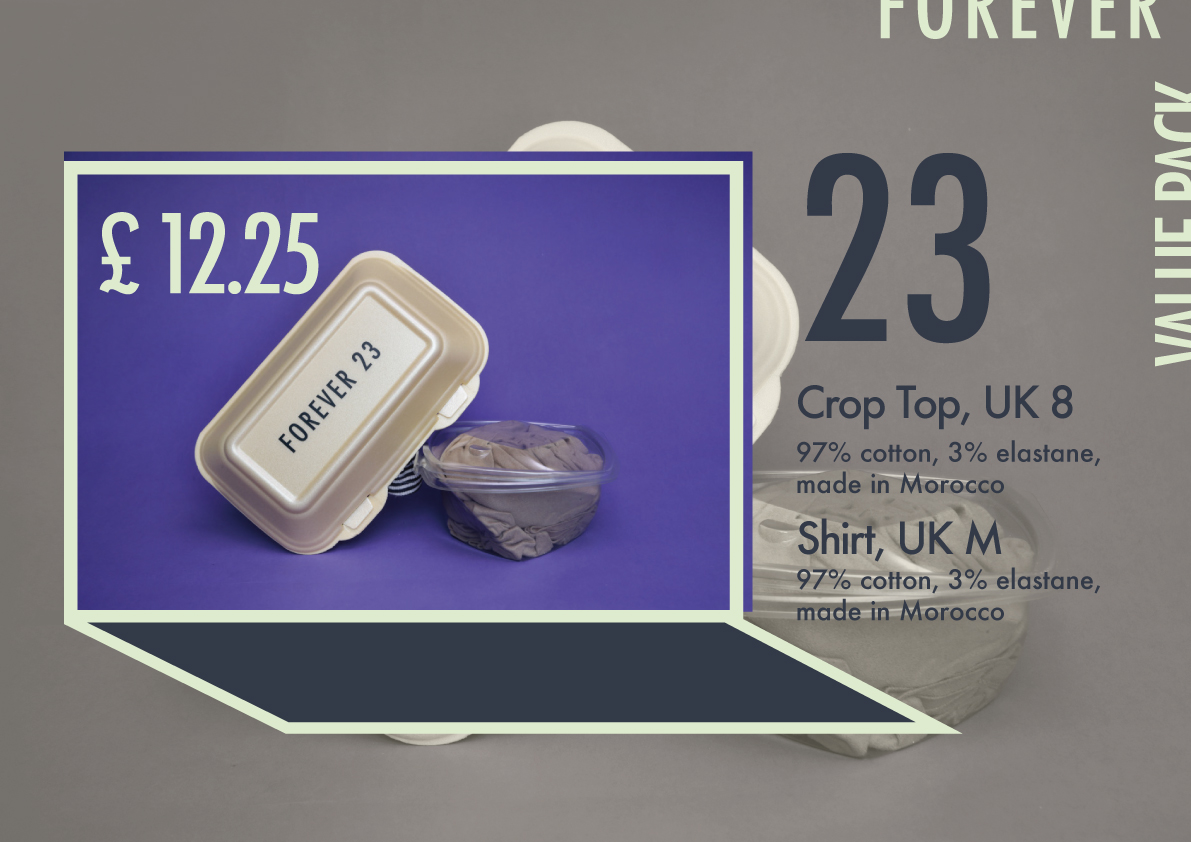 FOREVER
VALUE PACK
23
£ 12.25
FOREVER 23
Crop Top, UK 8
97% cotton, 3% elastane,
made in Morocco
Shirt, UK M
97% cotton, 3% elastane,
made in Morocco